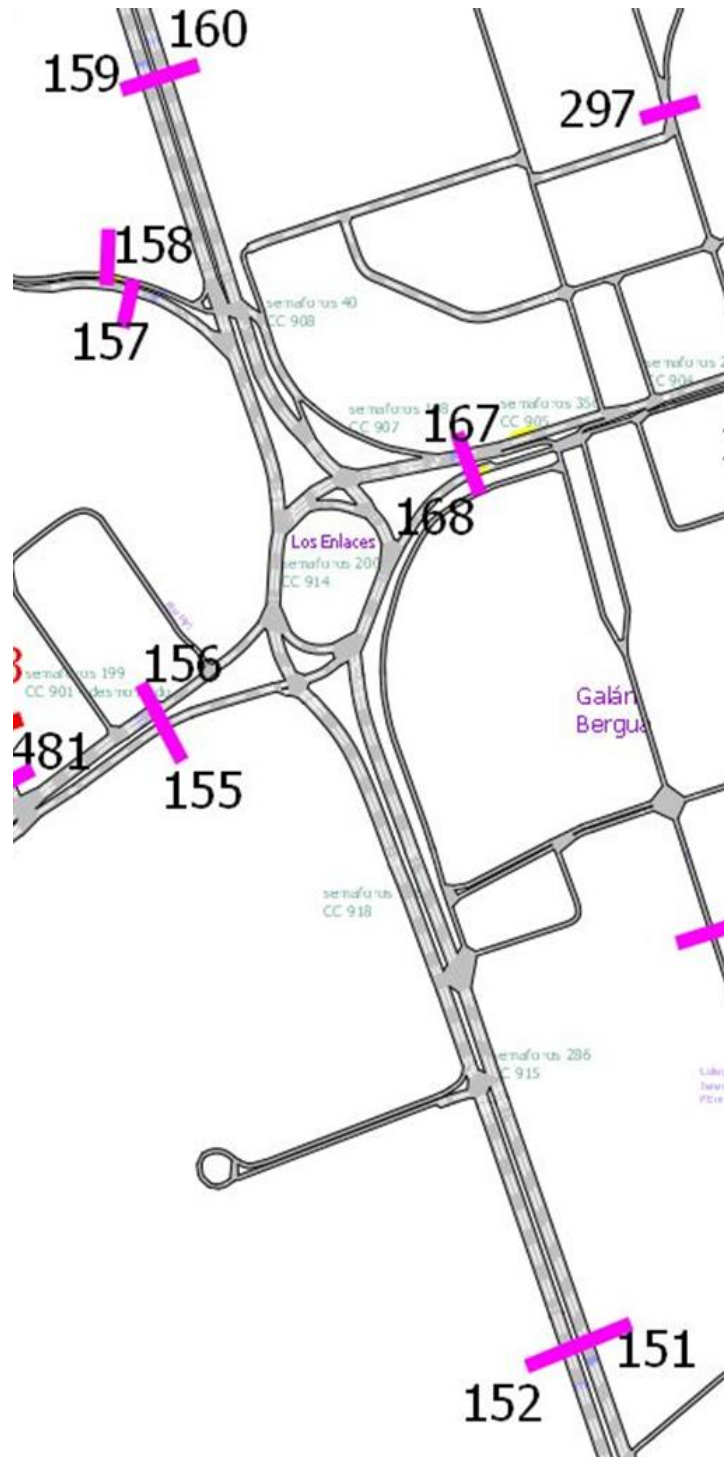 160
159
297
158
157
semaforos 40
CC 908
semaforos
CC 907
CC 905
CC 904
167
168
Los Enlaces
semaforos 200
CC 914
156
semaforos 199
CC 901
481
155
Galán
Bergua
semaforos
CC 918
semaforos 286
CC 915
151
152